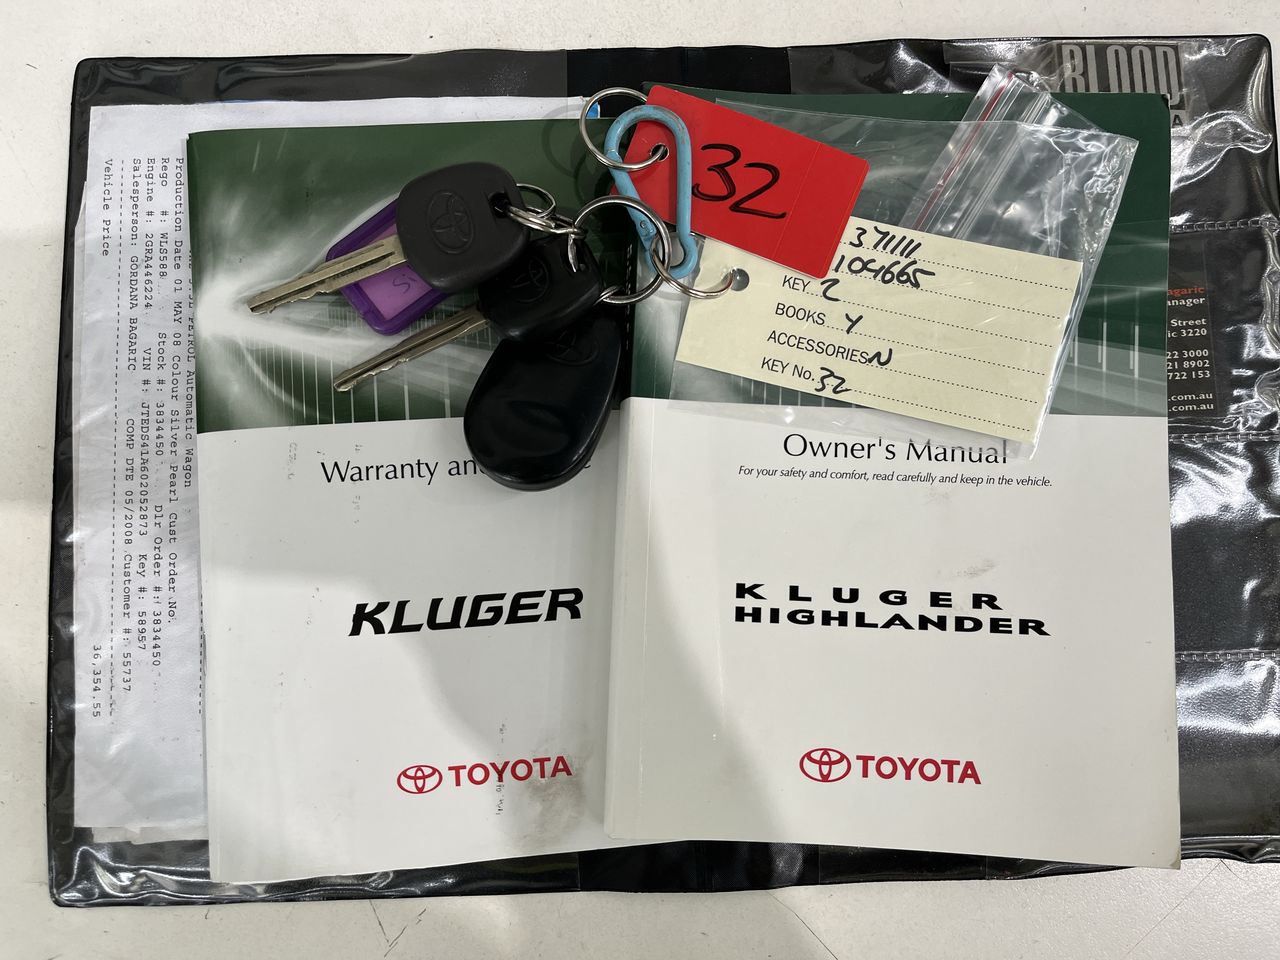 3.5L PETROL Automatic Wagon
Production Date 01 MAY 08 Colour Silver Pearl Cust Order No.
Rego #: WLS588 Stock #: 3834450 Dlr Order #: 3834450
Engine #: 2GRA446224 VIN #: JTEDS41A602052873 Key #: 58957
Salesperson: GORDANA BAGARIC COMP DTE 05/2008 Customer #: 55737
Vehicle Price 36,354.55
BLOOD
32
371111
104665
KEY 2
BOOKS Y
ACCESSORIES N
KEY No. 32
Warranty and
KLUGER
TOYOTA
Owner's Manual
For your safety and comfort, read carefully and keep in the vehicle.
KLUGER
HIGHLANDER
TOYOTA
agaric
anager
Street
ic 3220
22 3000
21 8902
722 153
.com.au
.com.au